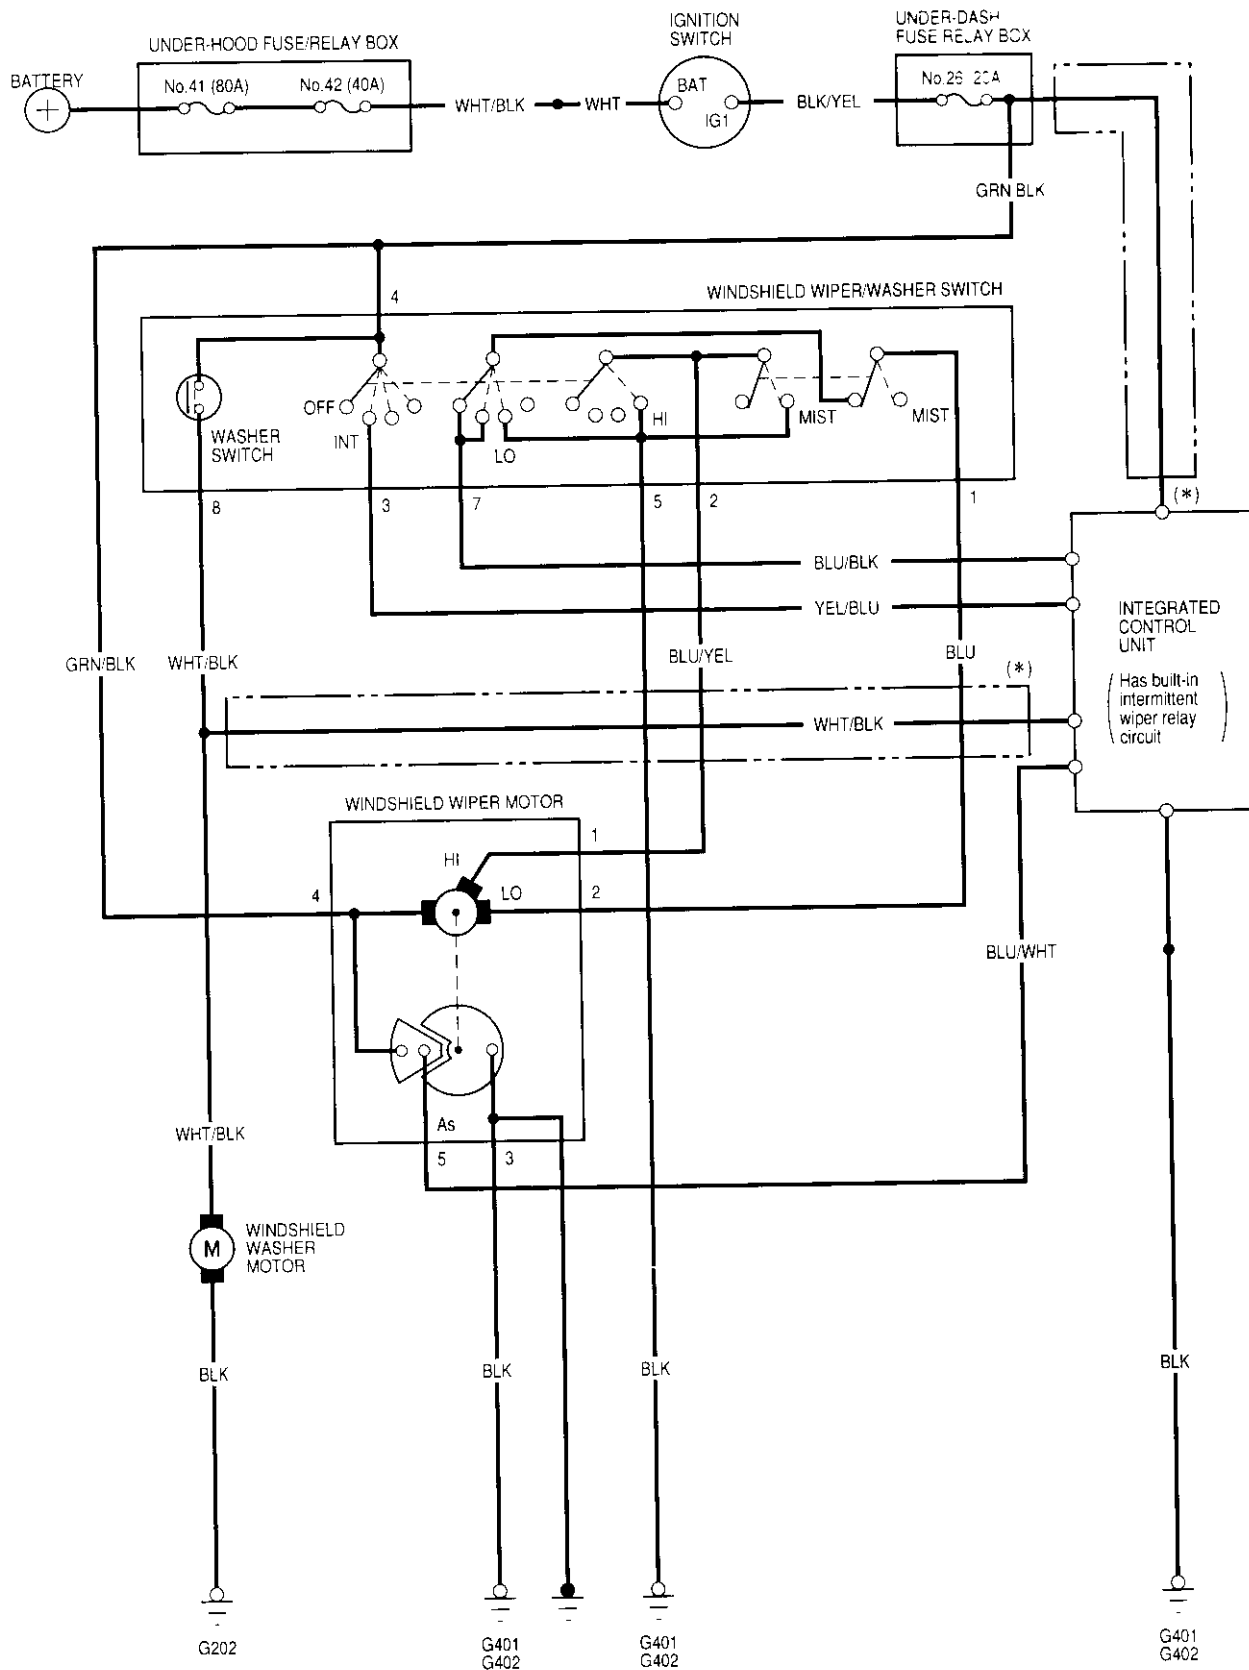 IGNITION
SWITCH
UNDER-DASH
FUSE RELAY BOX
UNDER-HOOD FUSE/RELAY BOX
BATTERY
No.41 (80A)
No.42 (40A)
BAT
IG1
No.26
WHT/BLK
WHT
BLK/YEL
GRN BLK
4
WINDSHIELD WIPER/WASHER SWITCH
OFF
INT
WASHER
SWITCH
LO
HI
MIST
MIST
8
3
7
5
2
1
(*)
BLU/BLK
YEL/BLU
INTEGRATED
CONTROL
UNIT
(Has built-in
intermittent
wiper relay
circuit)
GRN/BLK
WHT/BLK
BLU/YEL
BLU
(*)
WHT/BLK
WINDSHIELD WIPER MOTOR
1
HI
LO
4
2
BLU/WHT
As
5
3
WHT/BLK
M
WINDSHIELD
WASHER
MOTOR
BLK
BLK
BLK
BLK
G202
G401
G402
G401
G402
G401
G402